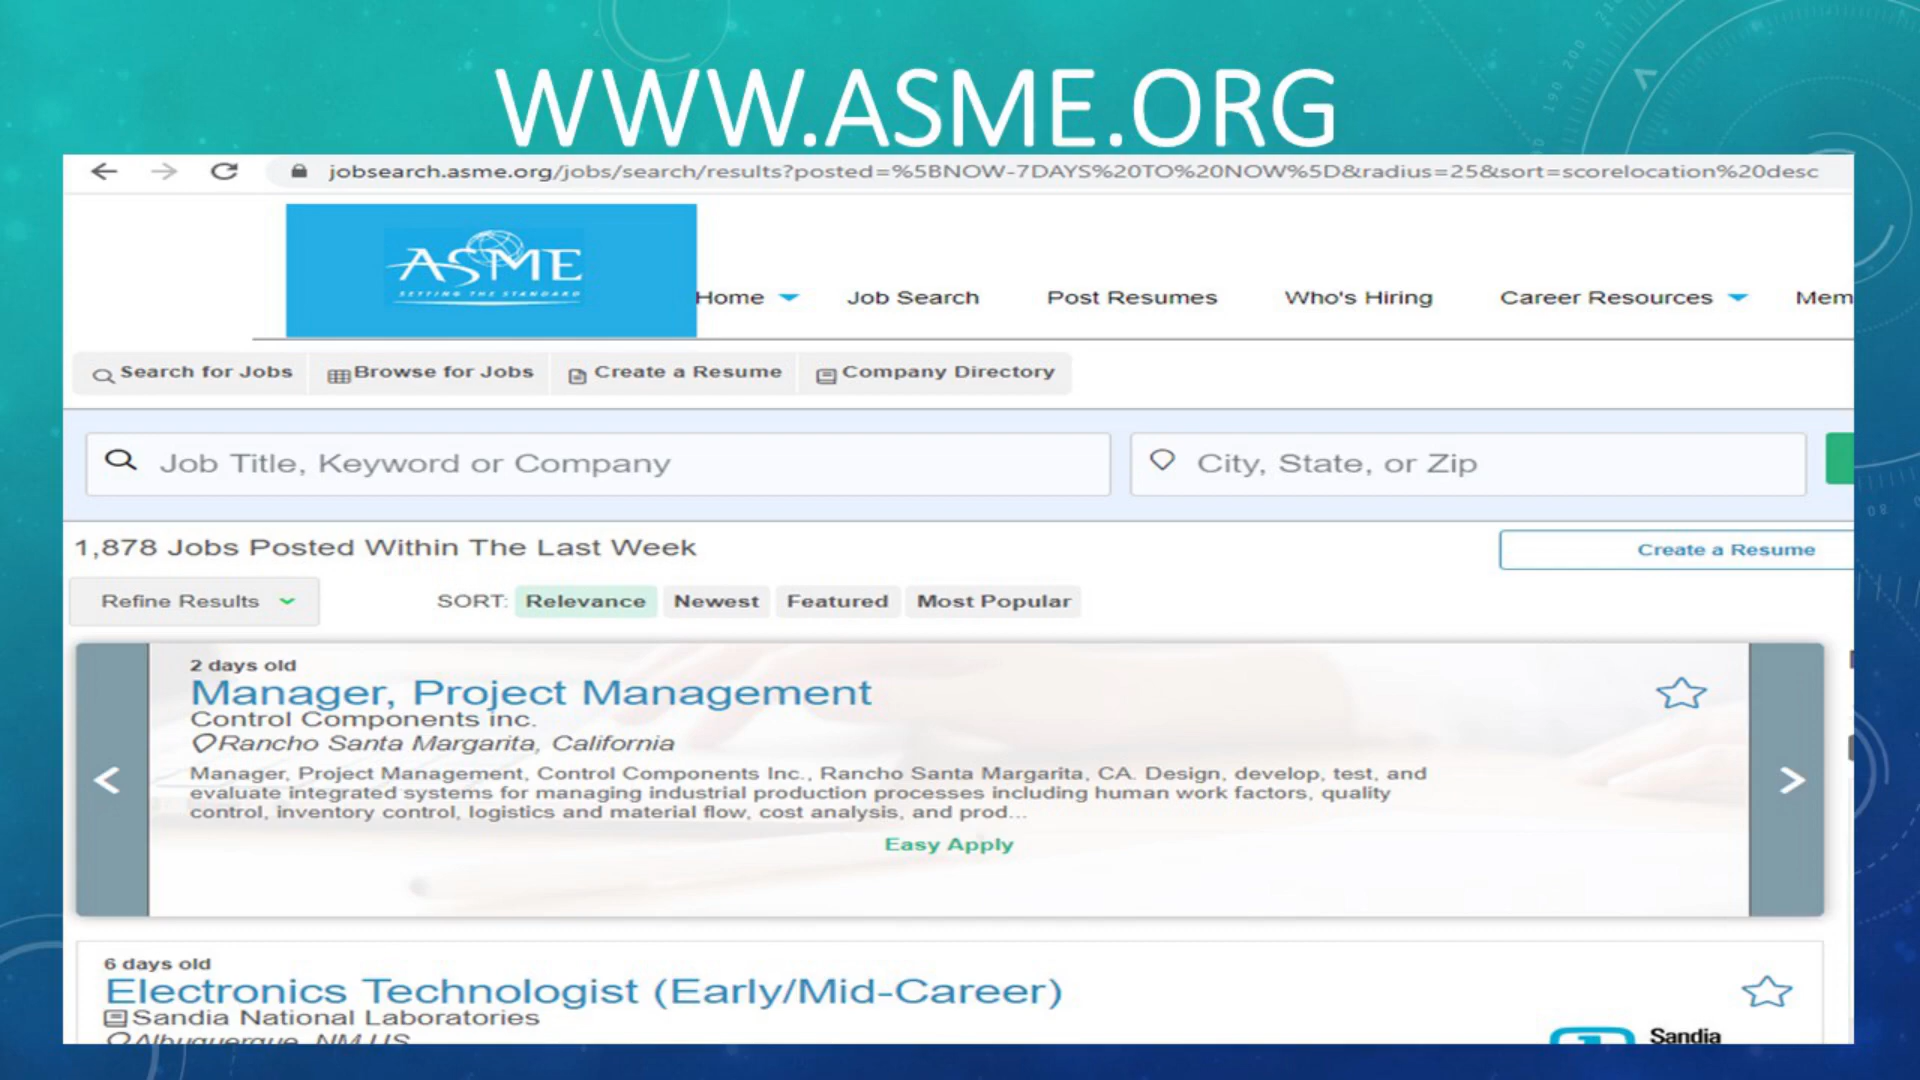 WWW.ASME.ORG
jobsearch.asme.org/jobs/search/results?posted=%5BNOW-7DAYS%20TO%20NOW%5D&radius=25&sort=scorelocation%20desc
ASME
SETTING THE STANDARD
Home Job Search Post Resumes Who's Hiring Career Resources Mem
Search for Jobs Browse for Jobs Create a Resume Company Directory
Job Title, Keyword or Company City, State, or Zip
1,878 Jobs Posted Within The Last Week
Create a Resume
Refine Results SORT: Relevance Newest Featured Most Popular
2 days old
Manager, Project Management
Control Components inc.
Rancho Santa Margarita, California
Manager, Project Management, Control Components Inc., Rancho Santa Margarita, CA. Design, develop, test, and
evaluate integrated systems for managing industrial production processes including human work factors, quality
control, inventory control, logistics and material flow, cost analysis, and prod...
Easy Apply
6 days old
Electronics Technologist (Early/Mid-Career)
Sandia National Laboratories
Albuquerque, NM, US
Sandia